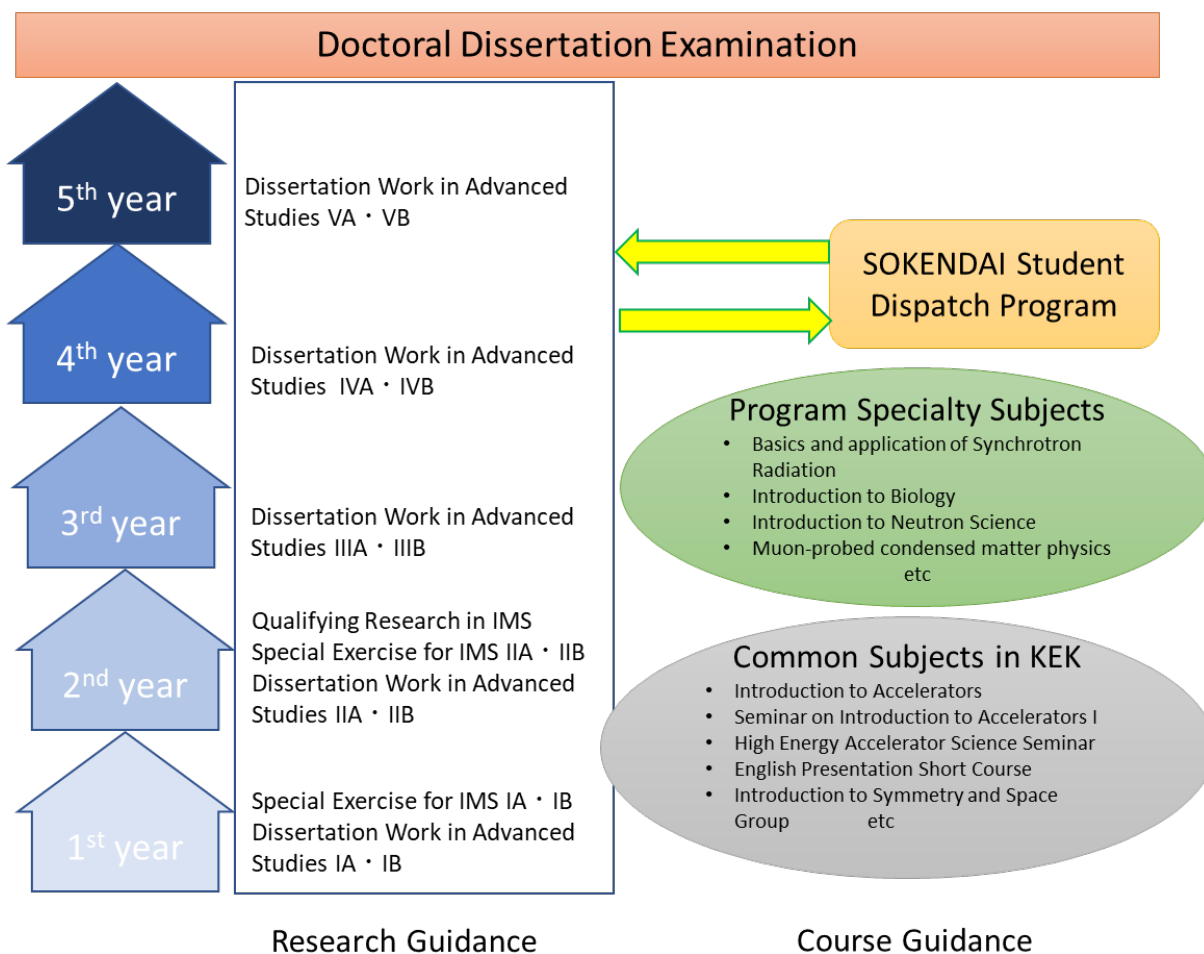 Doctoral Dissertation Examination
5th year
Dissertation Work in Advanced
Studies VA・VB
4th year
Dissertation Work in Advanced
Studies IVA・IVB
3rd year
Dissertation Work in Advanced
Studies IIIA・IIIB
2nd year
Qualifying Research in IMS
Special Exercise for IMS IIA・IIB
Dissertation Work in Advanced
Studies IIA・IIB
1st year
Special Exercise for IMS IA・IB
Dissertation Work in Advanced
Studies IA・IB
Research Guidance
SOKENDAI Student
Dispatch Program
Program Specialty Subjects
• Basics and application of Synchrotron
Radiation
• Introduction to Biology
• Introduction to Neutron Science
• Muon-probed condensed matter physics
etc
Common Subjects in KEK
• Introduction to Accelerators
• Seminar on Introduction to Accelerators I
• High Energy Accelerator Science Seminar
• English Presentation Short Course
• Introduction to Symmetry and Space
Group etc
Course Guidance